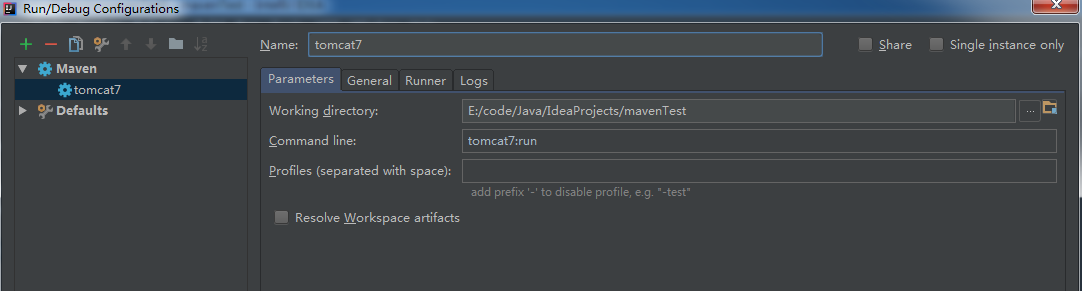 Run/Debug Configurations
Name: tomcat7
Share
Single instance only
Maven
tomcat7
Defaults
Parameters General Runner Logs
Working directory: E:/code/Java/IdeaProjects/mavenTest ...
Command line: tomcat7:run
Profiles (separated with space):
add prefix '-' to disable profile, e.g. "-test"
Resolve Workspace artifacts